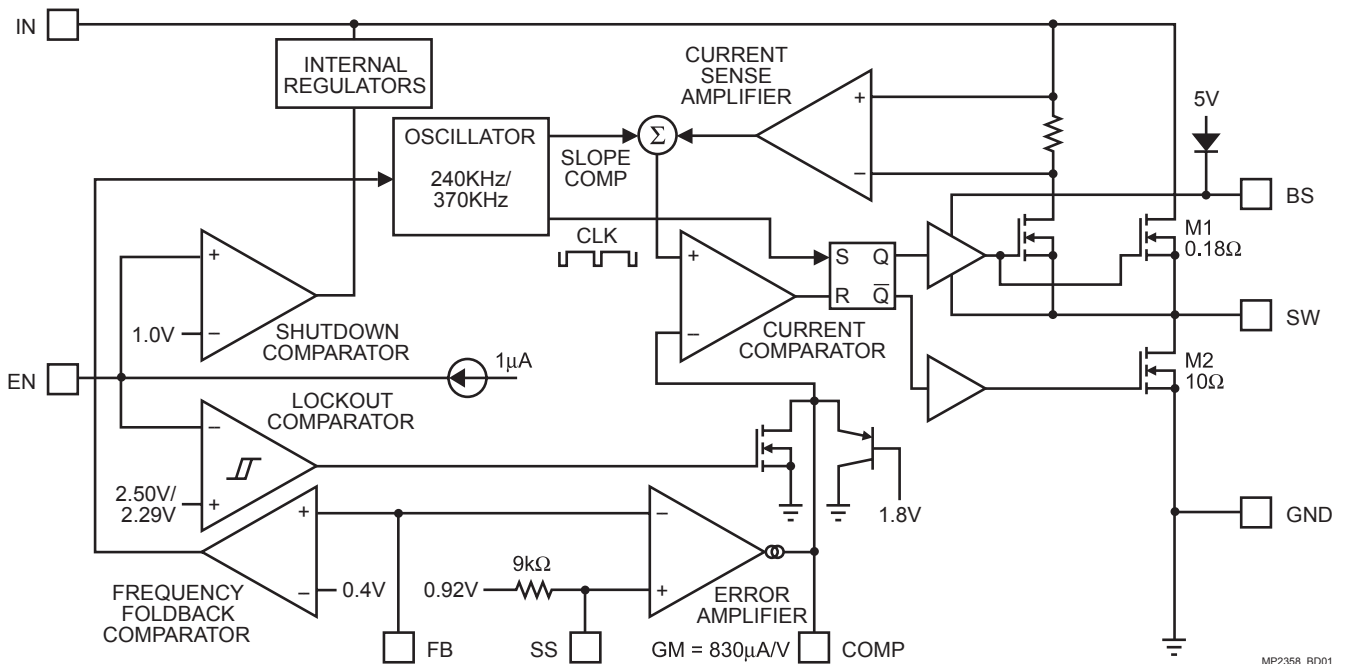 IN
INTERNAL
REGULATORS
CURRENT
SENSE
AMPLIFIER
+
–
5V
BS
OSCILLATOR
240KHz/
370KHz
Σ
SLOPE
COMP
CLK
M1
0.18Ω
+
–
1.0V
SHUTDOWN
COMPARATOR
+
–
CURRENT
COMPARATOR
S Q
R Q̅
SW
EN
1µA
M2
10Ω
LOCKOUT
COMPARATOR
–
+
2.50V/
2.29V
1.8V
GND
+
–
0.4V
FREQUENCY
FOLDBACK
COMPARATOR
0.92V
9kΩ
–
+
ERROR
AMPLIFIER
FB
SS
GM = 830µA/V
COMP
MP2358_BD01